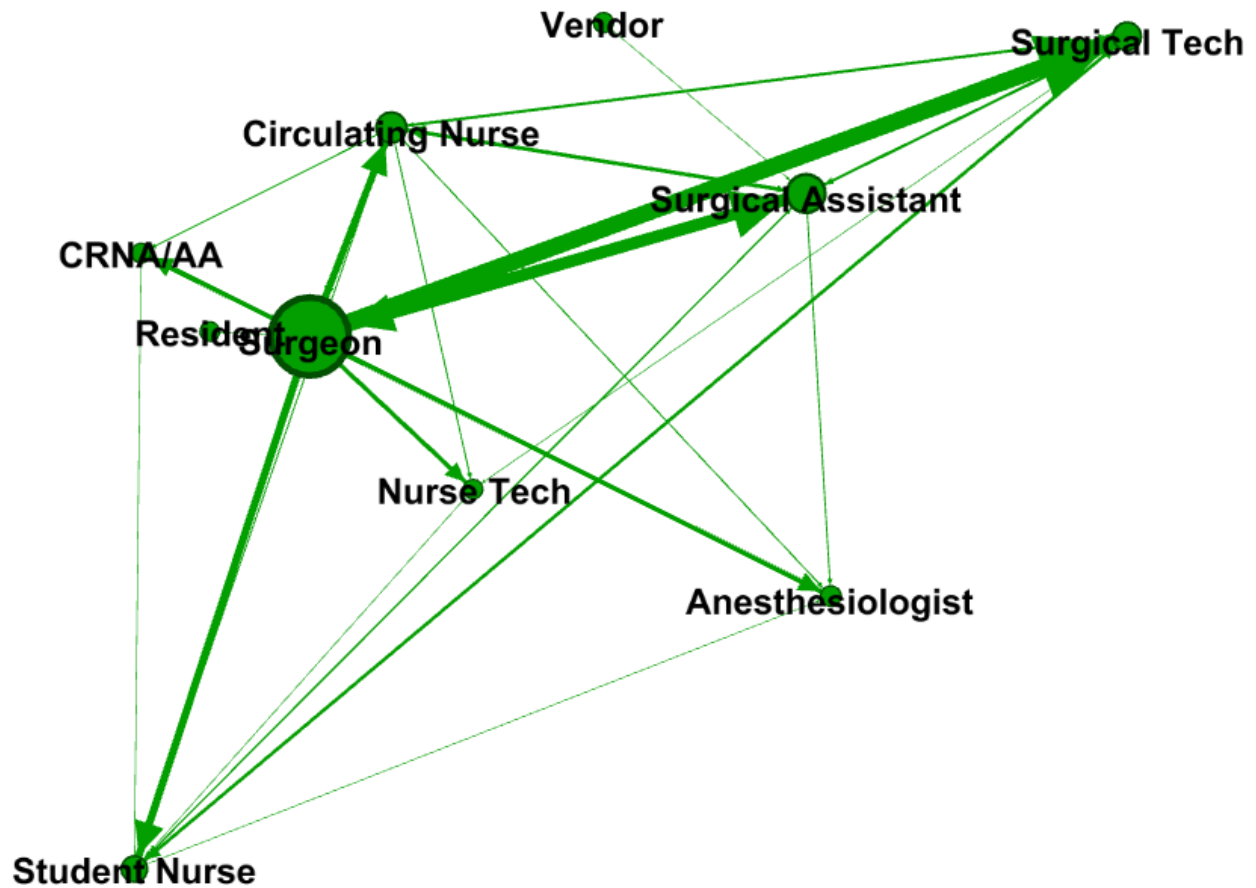 Vendor
Surgical Tech
Circulating Nurse
Surgical Assistant
CRNA/AA
Resident
Surgeon
Nurse Tech
Anesthesiologist
Student Nurse